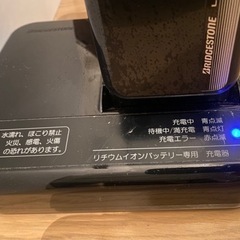 BRIDGESTONE
水濡れ、ほこり禁止
火災、感電、火傷
の恐れがあります。
充電中 青点滅
待機中/満充電 青点灯
充電エラー 赤点滅
リチウムイオンバッテリー専用 充電器